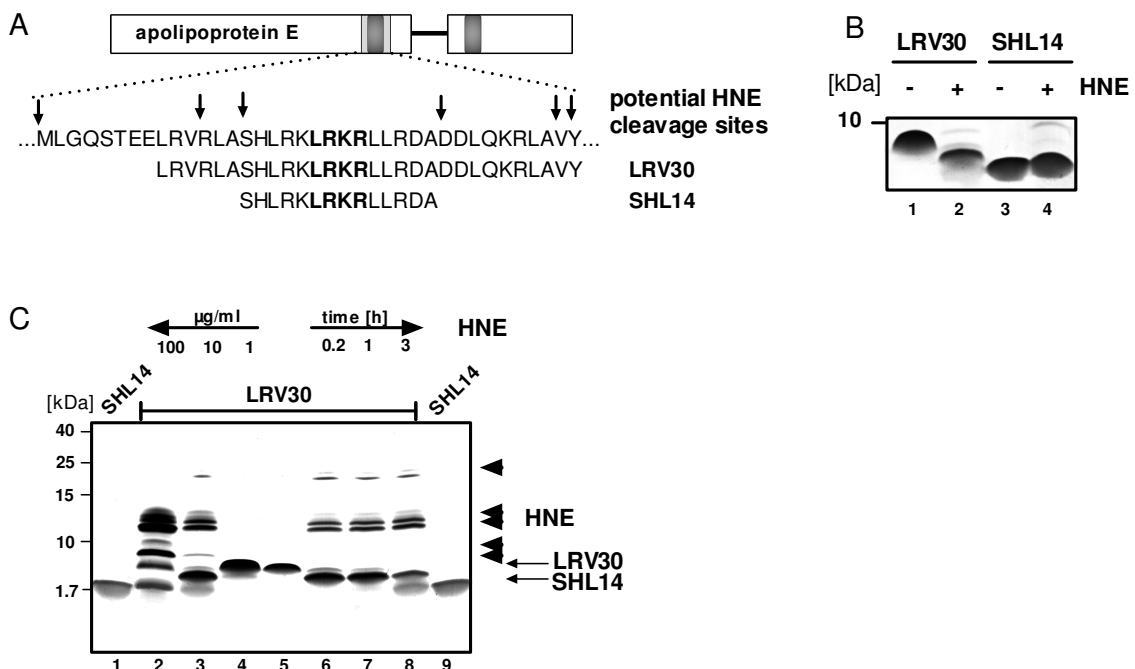 A
apolipoprotein E
potential HNE
cleavage sites
...MLGQSTEELRVRLASHLRKLRKRLLRDADDLQKRLAVY...
LRVRLASHLRKLRKRLLRDADDLQKRLAVY
LRV30
SHLRKLRKRLLRDA
SHL14
B
LRV30 SHL14
[kDa] - + - + HNE
10
1 2 3 4
C
µg/ml time [h] HNE
100 10 1 0.2 1 3
SHL14 LRV30 SHL14
[kDa]
40
25
15
HNE
10
LRV30
SHL14
1.7
1 2 3 4 5 6 7 8 9